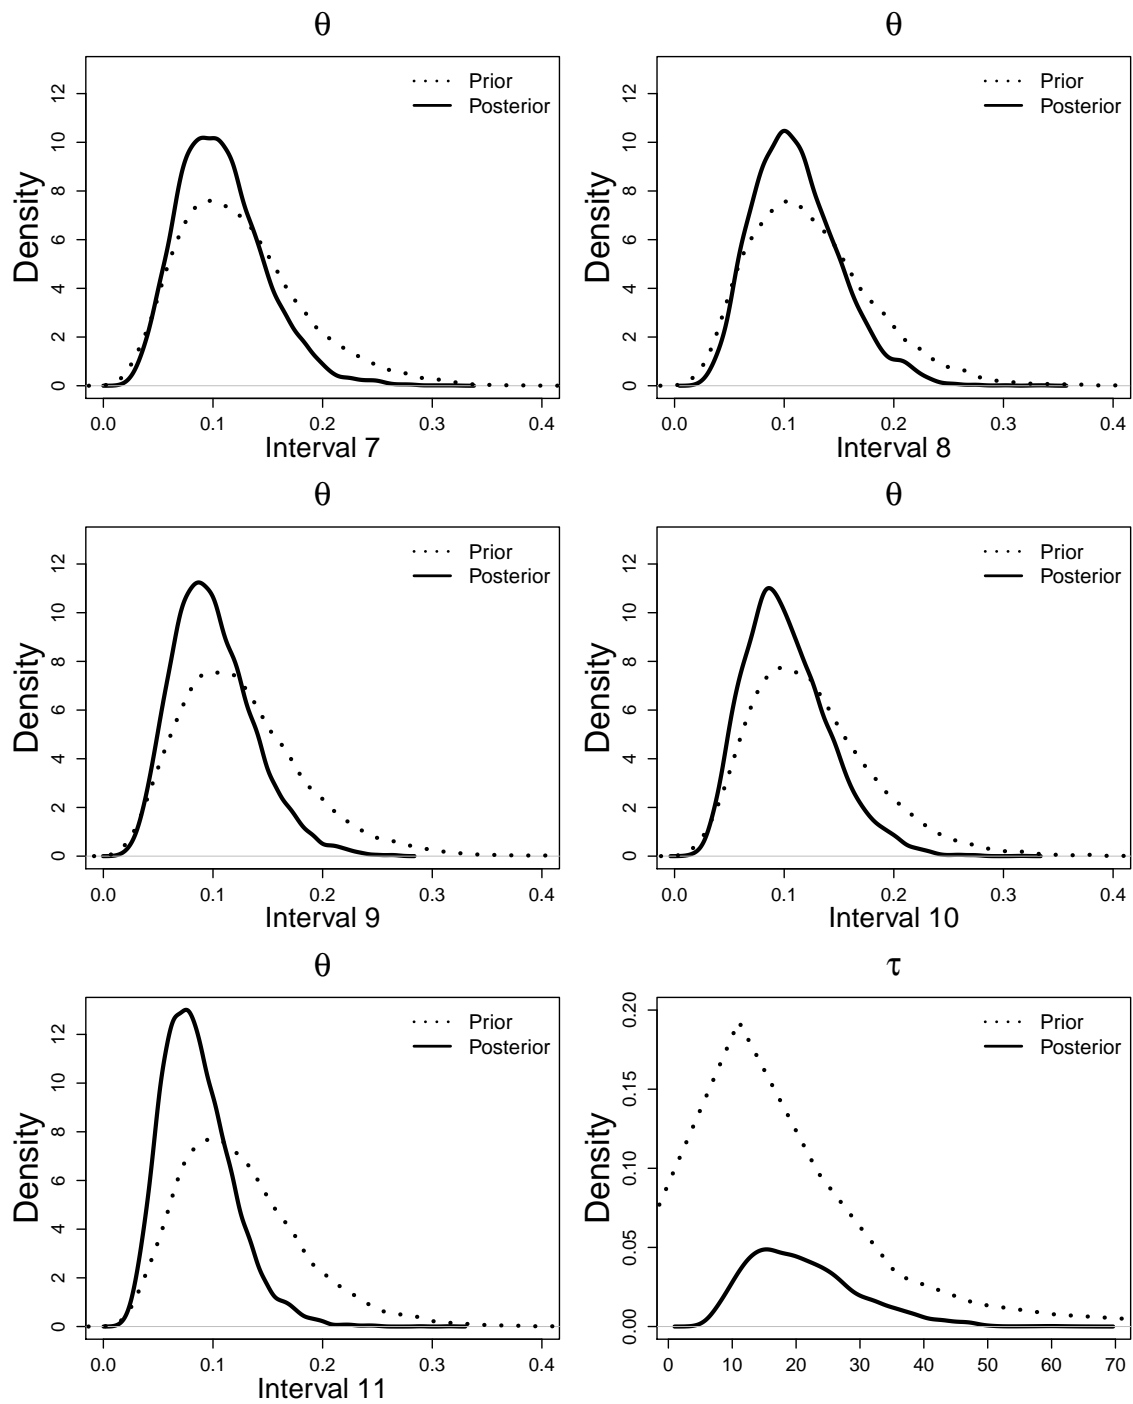 θ
Prior
Posterior
Density
0 2 4 6 8 10 12
0.0 0.1 0.2 0.3 0.4
Interval 7
θ
Prior
Posterior
Density
0 2 4 6 8 10 12
0.0 0.1 0.2 0.3 0.4
Interval 8
θ
Prior
Posterior
Density
0 2 4 6 8 10 12
0.0 0.1 0.2 0.3 0.4
Interval 9
θ
Prior
Posterior
Density
0 2 4 6 8 10 12
0.0 0.1 0.2 0.3 0.4
Interval 10
θ
Prior
Posterior
Density
0 2 4 6 8 10 12
0.0 0.1 0.2 0.3 0.4
Interval 11
τ
Prior
Posterior
Density
0.00 0.05 0.10 0.15 0.20
0 10 20 30 40 50 60 70